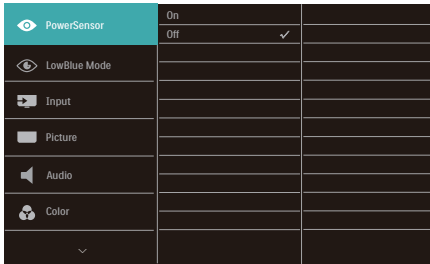 PowerSensor
On
Off
LowBlue Mode
Input
Picture
Audio
Color